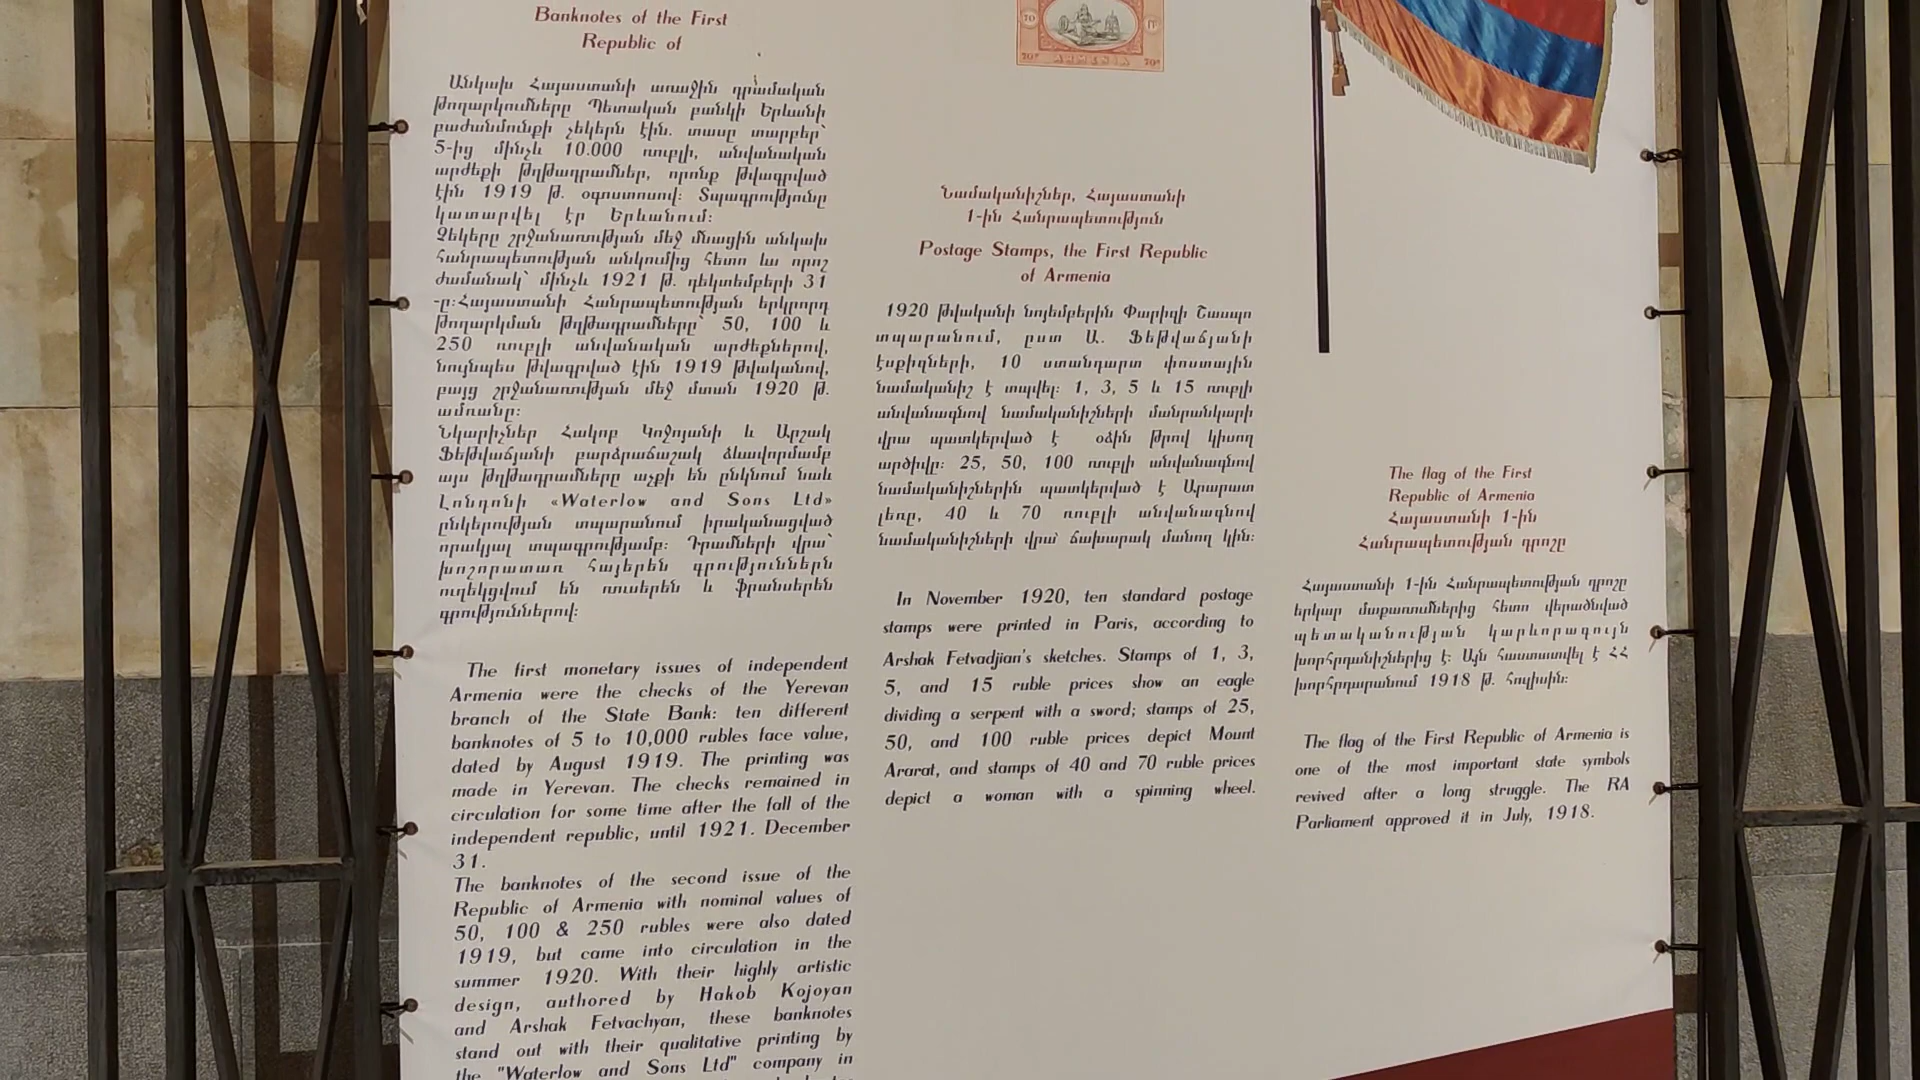 Banknotes of the First
Republic of
Անկախ Հայաստանի առաջին դրամական
թողարկումները Պետական բանկի Երևանի
բաժանմունքի չեկերն էին. տասը տարբեր՝
5-ից մինչև 10.000 ռուբլի, անվանական
արժեքի թղթադրամներ, որոնք թվագրված
էին 1919 թ. օգոստոսով: Տպագրությունը
կատարվել էր Երևանում:
Չեկերը շրջանառության մեջ մնացին անկախ
հանրապետության անկումից հետո ևս որոշ
ժամանակ՝ մինչև 1921 թ. դեկտեմբերի 31
-ը:Հայաստանի Հանրապետության երկրորդ
թողարկման թղթադրամները՝ 50, 100 և
250 ռուբլի անվանական արժեքներով,
նույնպես թվագրված էին 1919 թվականով,
բայց շրջանառության մեջ մտան 1920 թ.
ամռանը:
Նկարիչներ Հակոբ Կոջոյանի և Արշակ
Ֆեթվաճյանի բարձրաճաշակ ձևավորմամբ
այս թղթադրամները աչքի են ընկնում նաև
Լոնդոնի «Waterlow and Sons Ltd»
ընկերության տպարանում իրականացված
որակյալ տպագրությամբ: Դրամների վրա՝
խոշորատառ հայերեն գրություններն
ուղեկցվում են ռուսերեն և ֆրանսերեն
գրություններով:
The first monetary issues of independent
Armenia were the checks of the Yerevan
branch of the State Bank: ten different
banknotes of 5 to 10,000 rubles face value,
dated by August 1919. The printing was
made in Yerevan. The checks remained in
circulation for some time after the fall of the
independent republic, until 1921. December
31.
The banknotes of the second issue of the
Republic of Armenia with nominal values of
50, 100 & 250 rubles were also dated
1919, but came into circulation in the
summer 1920. With their highly artistic
design, authored by Hakob Kojoyan
and Arshak Fetvachyan, these banknotes
stand out with their qualitative printing by
the "Waterlow and Sons Ltd" company in
70
70
ARMENIA
Նամականիշներ, Հայաստանի
1-ին Հանրապետություն
Postage Stamps, the First Republic
of Armenia
1920 թվականի նոյեմբերին Փարիզի Շասպո
տպարանում, ըստ Ա. Ֆեթվաճյանի
էսքիզների, 10 ստանդարտ փոստային
նամականիշ է տպվել: 1, 3, 5 և 15 ռուբլի
անվանագնով նամականիշների մանրանկարի
վրա պատկերված է օձին թրով կիսող
արծիվը: 25, 50, 100 ռուբլի անվանագնով
նամականիշներին պատկերված է Արարատ
լեռը, 40 և 70 ռուբլի անվանագնով
նամականիշների վրա՝ ճախարակ մանող կին:
In November 1920, ten standard postage
stamps were printed in Paris, according to
Arshak Fetvadjian's sketches. Stamps of 1, 3,
5, and 15 ruble prices show an eagle
dividing a serpent with a sword; stamps of 25,
50, and 100 ruble prices depict Mount
Ararat, and stamps of 40 and 70 ruble prices
depict a woman with a spinning wheel.
The flag of the First
Republic of Armenia
Հայաստանի 1-ին
Հանրապետության դրոշը
Հայաստանի 1-ին Հանրապետության դրոշը
երկար մաքառումներից հետո վերածնված
պետականության կարևորագույն
խորհրդանիշներից է: Այն հաստատվել է ՀՀ
խորհրդարանում 1918 թ. հուլիսին:
The flag of the First Republic of Armenia is
one of the most important state symbols
revived after a long struggle. The RA
Parliament approved it in July, 1918.